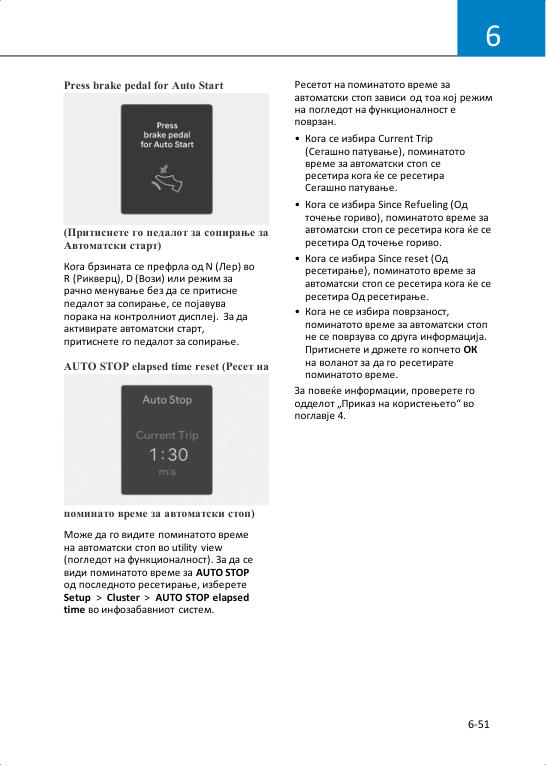 6
Press brake pedal for Auto Start
Press
brake pedal
for Auto Start
(Притиснете го педалот за сопирање за
Автоматски старт)
Кога брзината се префрла од N (Лер) во
R (Рикверц), D (Вози) или режим за
рачно менување без да се притисне
педалот за сопирање, се појавува
порака на контролниот дисплеј. За да
активирате автоматски старт,
притиснете го педалот за сопирање.
AUTO STOP elapsed time reset (Ресет на
Auto Stop
Current Trip
1:30
m:s
поминато време за автоматски стоп)
Може да го видите поминатото време
на автоматски стоп во utility view
(погледот на функционалност). За да се
види поминатото време за AUTO STOP
од последното ресетирање, изберете
Setup > Cluster > AUTO STOP elapsed
time во инфозабавниот систем.
Ресетот на поминатото време за
автоматски стоп зависи од тоа кој режим
на погледот на функционалност е
поврзан.
• Кога се избира Current Trip
(Сегашно патување), поминатото
време за автоматски стоп се
ресетира кога ќе се ресетира
Сегашно патување.
• Кога се избира Since Refueling (Од
точење гориво), поминатото време за
автоматски стоп се ресетира кога ќе се
ресетира Од точење гориво.
• Кога се избира Since reset (Од
ресетирање), поминатото време за
автоматски стоп се ресетира кога ќе се
ресетира Од ресетирање.
• Кога не се избира поврзаност,
поминатото време за автоматски стоп
не се поврзува со друга информација.
Притиснете и држете го копчето ОК
на воланот за да го ресетирате
поминатото време.
За повеќе информации, проверете го
одделот „Приказ на користењето“ во
поглавје 4.
6-51